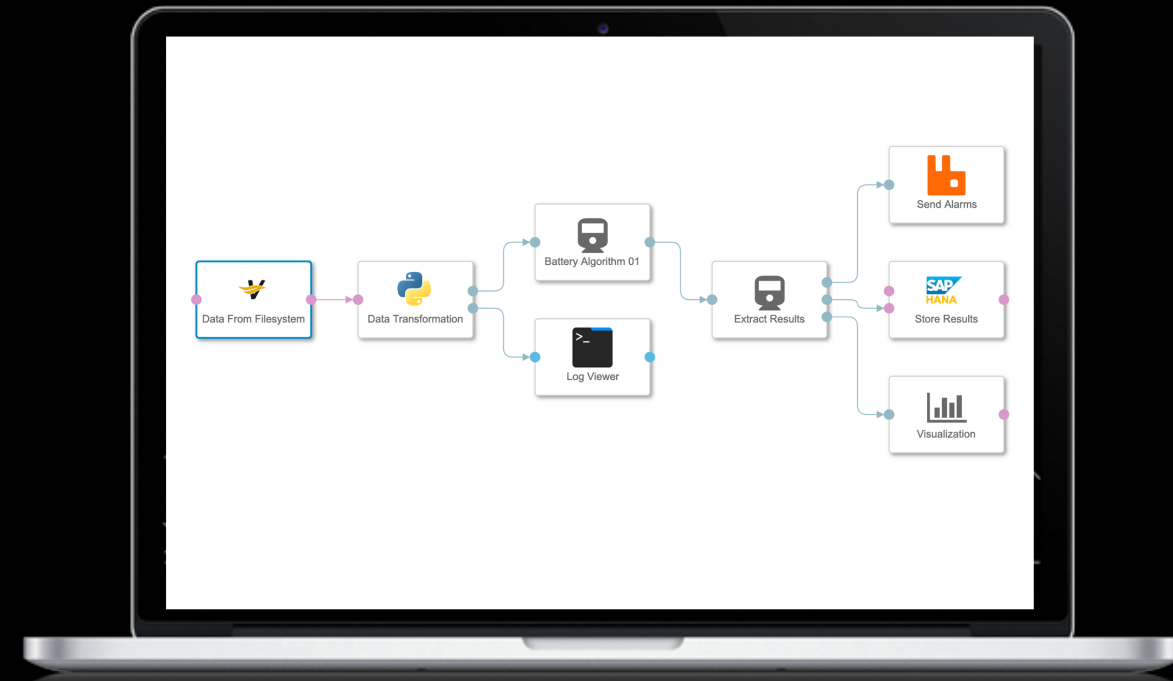 Data From Filesystem
Data Transformation
Battery Algorithm 01
>_
Log Viewer
Extract Results
Send Alarms
SAP
HANA
Store Results
Visualization